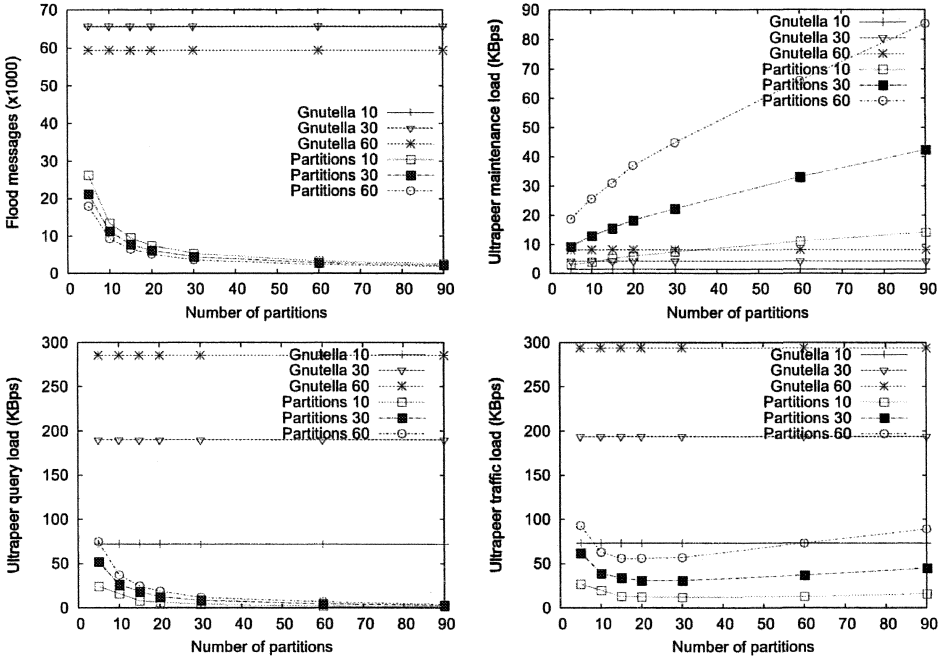 Flood messages (x1000)
70
60
50
40
30
20
10
0
Gnutella 10
Gnutella 30
Gnutella 60
Partitions 10
Partitions 30
Partitions 60
0 10 20 30 40 50 60 70 80 90
Number of partitions
Ultrapeer maintenance load (KBps)
90
80
70
60
50
40
30
20
10
0
Gnutella 10
Gnutella 30
Gnutella 60
Partitions 10
Partitions 30
Partitions 60
0 10 20 30 40 50 60 70 80 90
Number of partitions
Ultrapeer query load (KBps)
300
250
200
150
100
50
0
Gnutella 10
Gnutella 30
Gnutella 60
Partitions 10
Partitions 30
Partitions 60
0 10 20 30 40 50 60 70 80 90
Number of partitions
Ultrapeer traffic load (KBps)
300
250
200
150
100
50
0
Gnutella 10
Gnutella 30
Gnutella 60
Partitions 10
Partitions 30
Partitions 60
0 10 20 30 40 50 60 70 80 90
Number of partitions